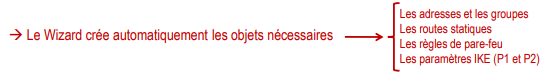 Les adresses et les groupes
→ Le Wizard crée automatiquement les objets nécessaires
Les routes statiques
Les règles de pare-feu
Les paramètres IKE (P1 et P2)